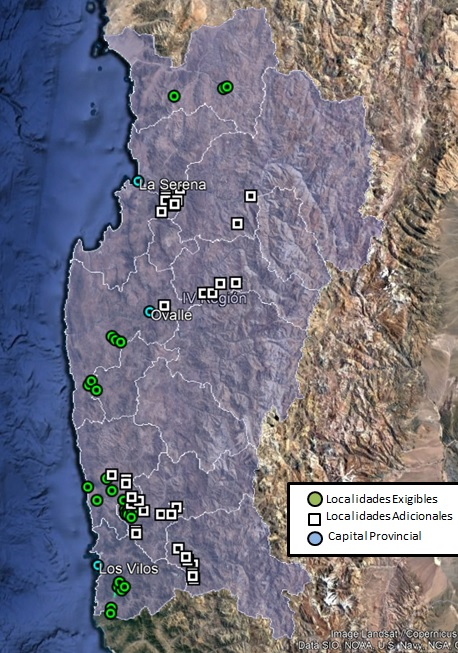 La Serena
IV Región
Ovalle
Localidades Exigibles
Localidades Adicionales
Capital Provincial
Los Vilos
Image Landsat / Copernicus
Data SIO, NOAA, U.S. Navy, NGA,